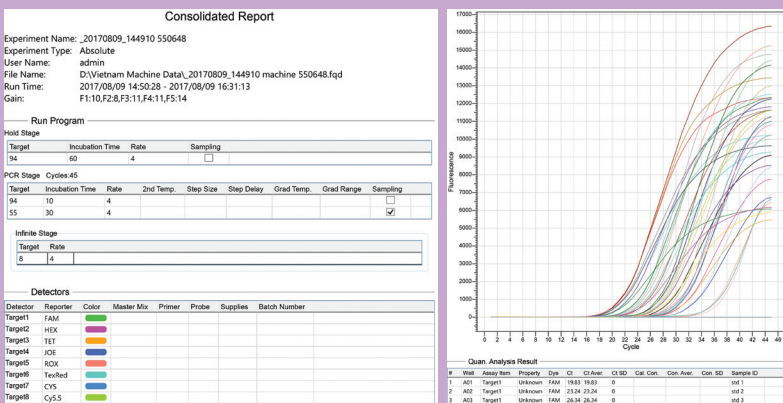 Consolidated Report
Experiment Name: _20170809_144910 550648
Experiment Type: Absolute
User Name: admin
File Name: D:\Vietnam Machine Data\_20170809_144910 machine 550648.fqd
Run Time: 2017/08/09 14:50:28 - 2017/08/09 16:31:13
Gain: F1:10,F2:8,F3:11,F4:11,F5:14
Run Program
Hold Stage
Target Incubation Time Rate Sampling
94 60 4
PCR Stage Cycles:45
Target Incubation Time Rate 2nd Temp. Step Size Step Delay Grad Temp. Grad Range Sampling
94 10 4
55 30 4
Infinite Stage
Target Rate
8 4
Detectors
Detector Reporter Color Master Mix Primer Probe Supplies Batch Number
Target1 FAM
Target2 HEX
Target3 TET
Target4 JOE
Target5 ROX
Target6 TexRed
Target7 CY5
Target8 Cy5.5
17000
16000
15000
14000
13000
12000
11000
10000
9000
8000
7000
6000
5000
4000
3000
2000
1000
0
Fluorescence
0 2 4 6 8 10 12 14 16 18 20 22 24 26 28 30 32 34 36 38 40 42 44 46
Cycle
Quan. Analysis Result
# Well Assay Item Property Dye Ct Ct Aver. Ct SD Cal. Con. Con. Aver. Con. SD Sample ID
1 A01 Target1 Unknown FAM 19.83 19.83 0 std 1
2 A02 Target1 Unknown FAM 23.24 23.24 0 std 2
3 A03 Target1 Unknown FAM 26.34 26.34 0 std 3